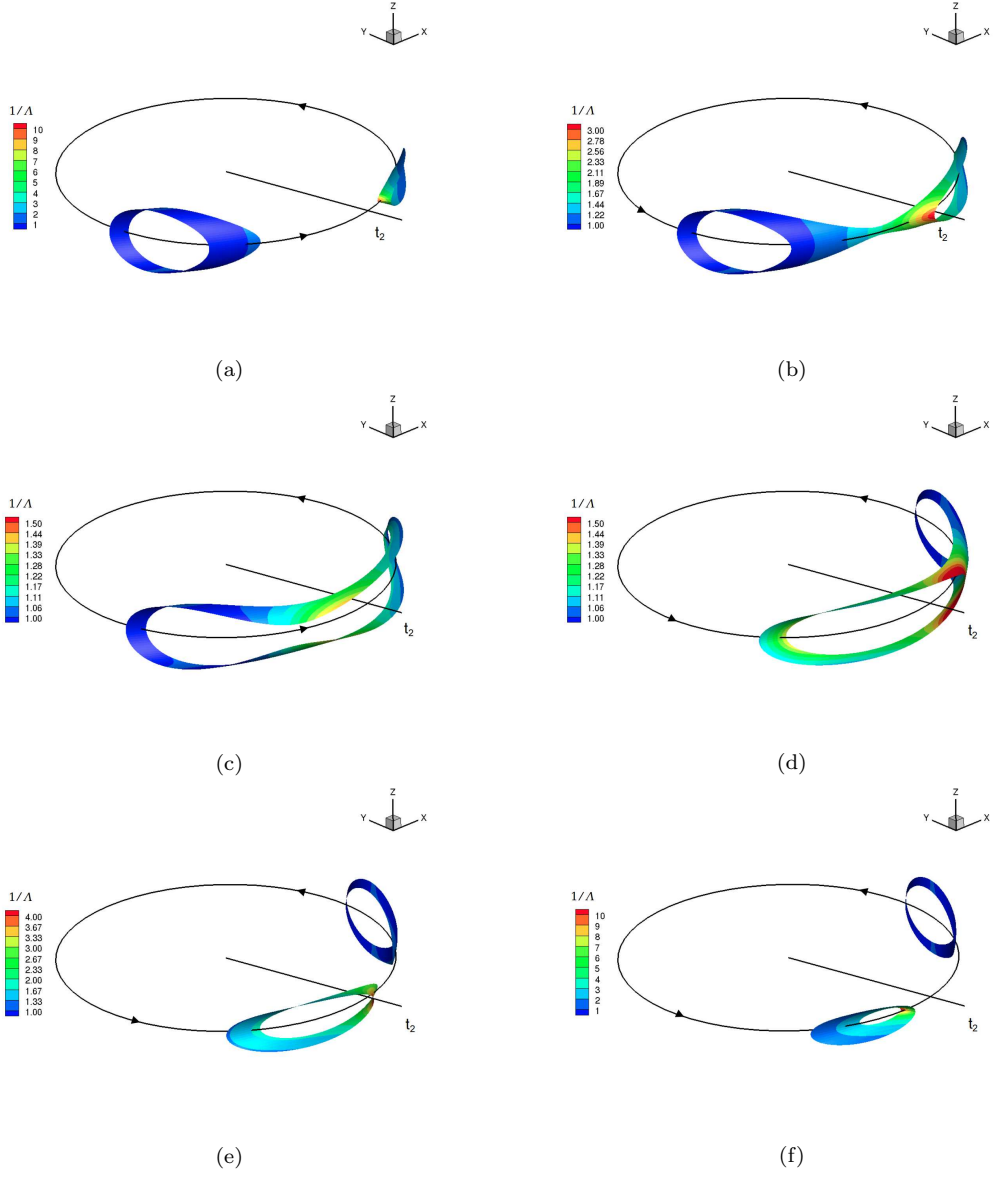 Z
Y X
1/Λ
10
9
8
7
6
5
4
3
2
1
t2
(a)
Z
Y X
1/Λ
3.00
2.78
2.56
2.33
2.11
1.89
1.67
1.44
1.22
1.00
t2
(b)
Z
Y X
1/Λ
1.50
1.44
1.39
1.33
1.28
1.22
1.17
1.11
1.06
1.00
t2
(c)
Z
Y X
1/Λ
1.50
1.44
1.39
1.33
1.28
1.22
1.17
1.11
1.06
1.00
t2
(d)
Z
Y X
1/Λ
4.00
3.67
3.33
3.00
2.67
2.33
2.00
1.67
1.33
1.00
t2
(e)
Z
Y X
1/Λ
10
9
8
7
6
5
4
3
2
1
t2
(f)